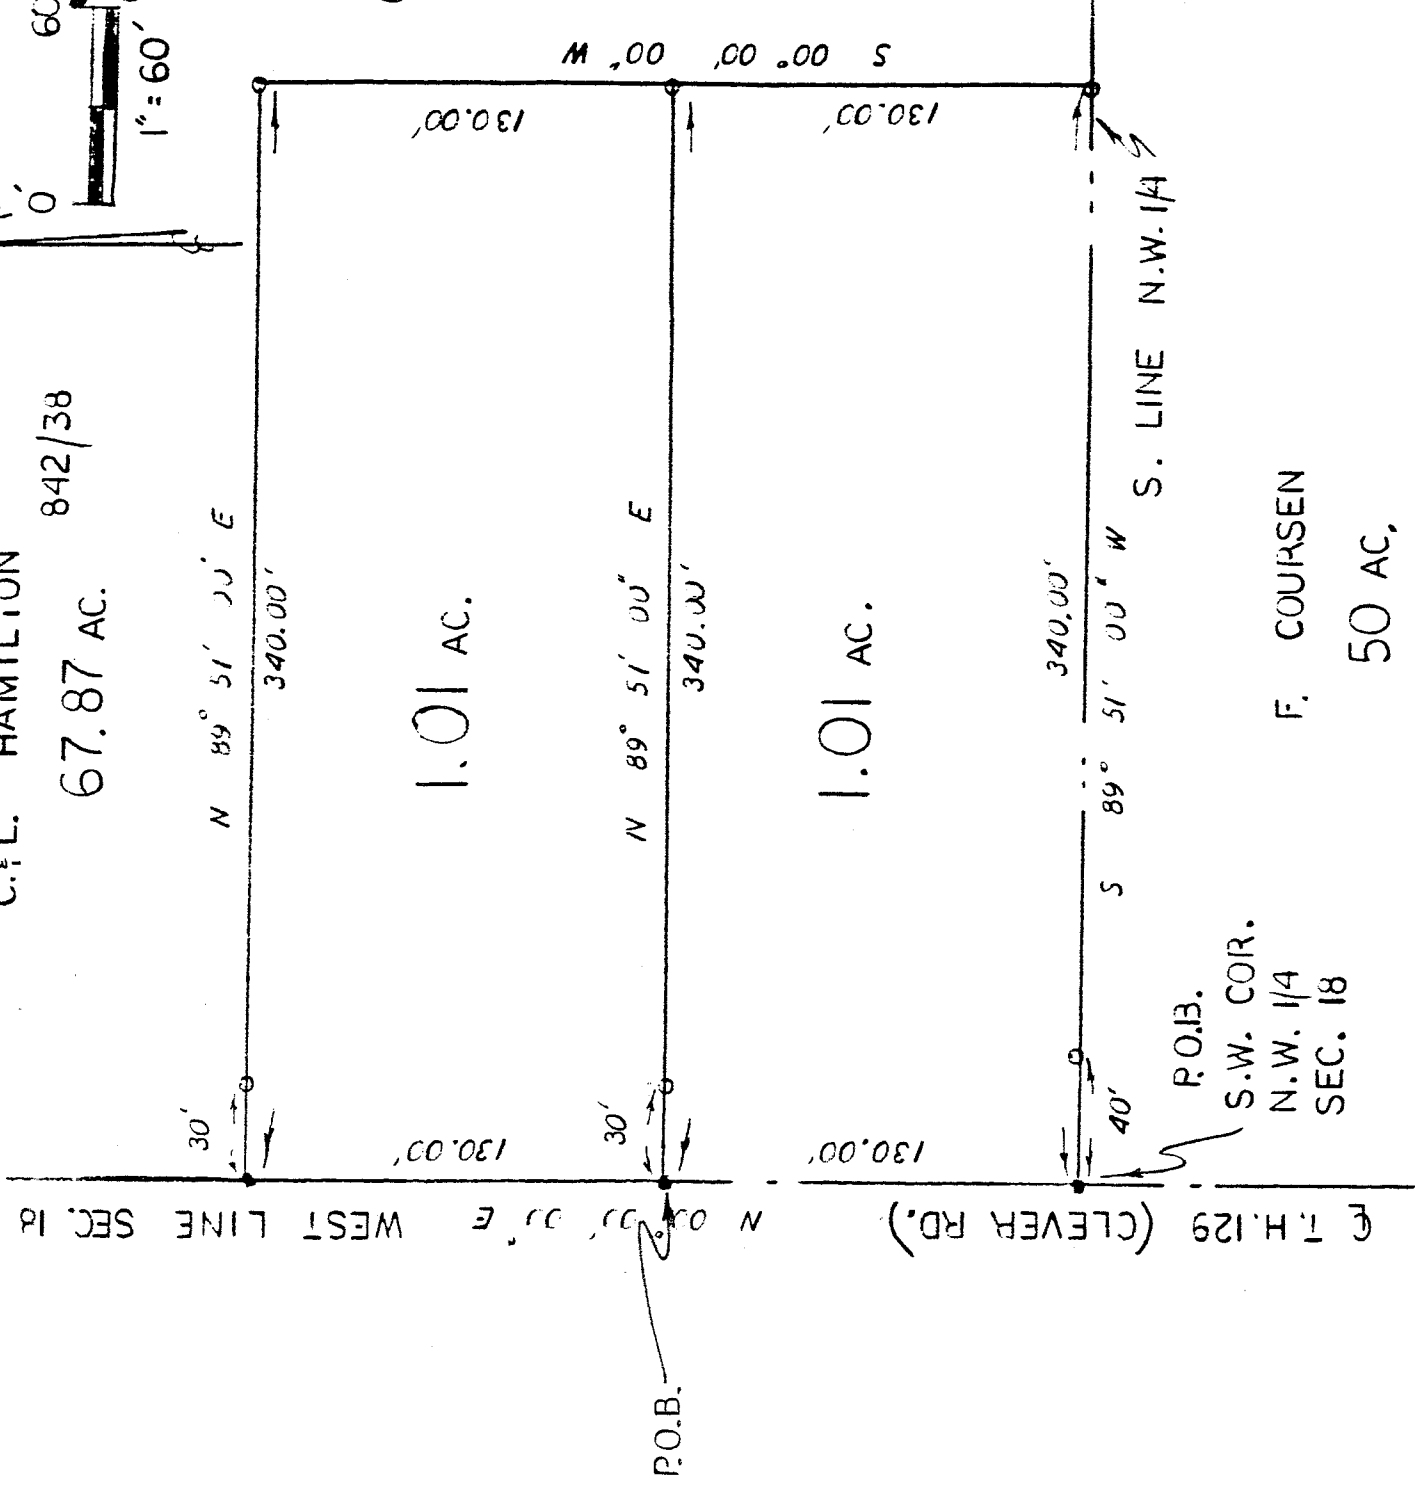 0'
60
1" = 60'
C.&L. HAMILTON
842/38
67.87 AC.
N 89° 51' 00" E
340.00'
30'
130.00'
130.00'
1.01 AC.
N 89° 51' 00" E
340.00'
30'
130.00'
130.00'
1.01 AC.
S 00° 00' 00" W
340.00'
S 89° 51' 00" W
40'
S. LINE N.W. 1/4
P.O.B.
S.W. COR.
N.W. 1/4
SEC. 18
F. COURSEN
50 AC.
P.O.B.
N 00° 00' 00" E
WEST LINE SEC. 18
℄ T.H. 129 (CLEVER RD.)